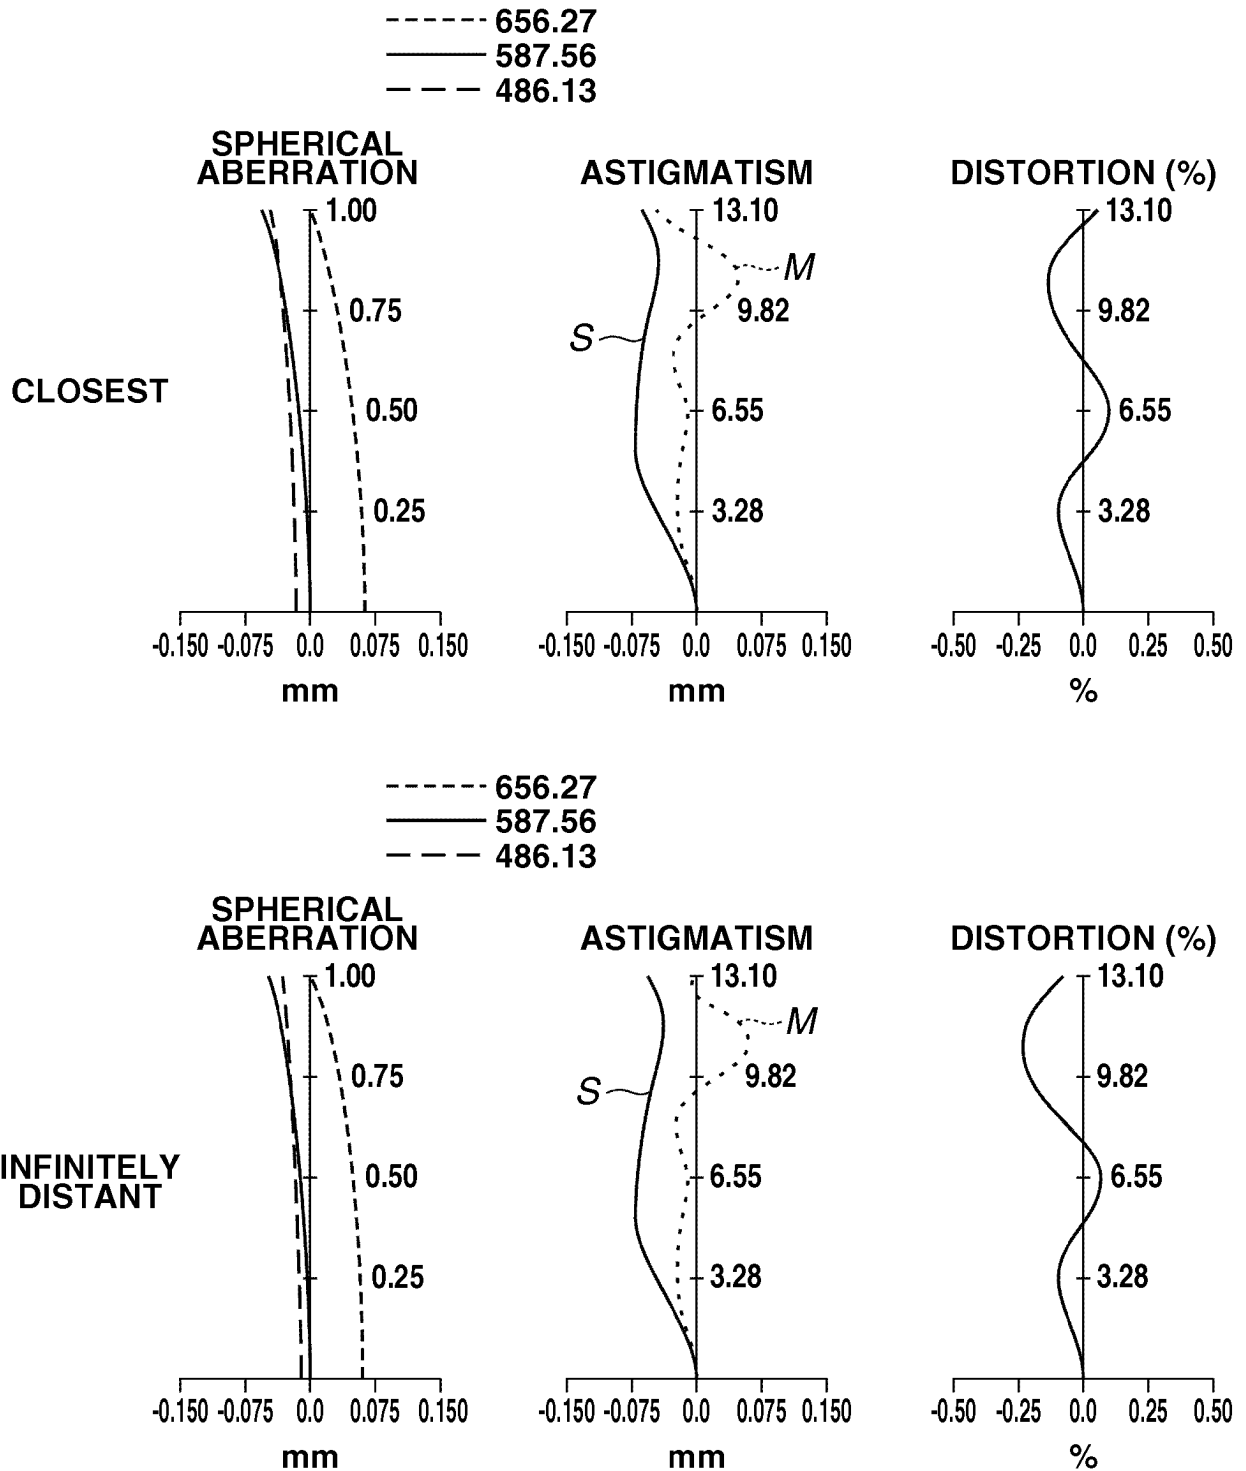 656.27
587.56
486.13
SPHERICAL
ABERRATION
1.00
0.75
0.50
0.25
-0.150 -0.075 0.0 0.075 0.150
mm
ASTIGMATISM
13.10
M
9.82
S
6.55
3.28
-0.150 -0.075 0.0 0.075 0.150
mm
DISTORTION (%)
13.10
9.82
6.55
3.28
-0.50 -0.25 0.0 0.25 0.50
%
CLOSEST
656.27
587.56
486.13
SPHERICAL
ABERRATION
1.00
0.75
0.50
0.25
-0.150 -0.075 0.0 0.075 0.150
mm
ASTIGMATISM
13.10
M
9.82
S
6.55
3.28
-0.150 -0.075 0.0 0.075 0.150
mm
DISTORTION (%)
13.10
9.82
6.55
3.28
-0.50 -0.25 0.0 0.25 0.50
%
INFINITELY
DISTANT